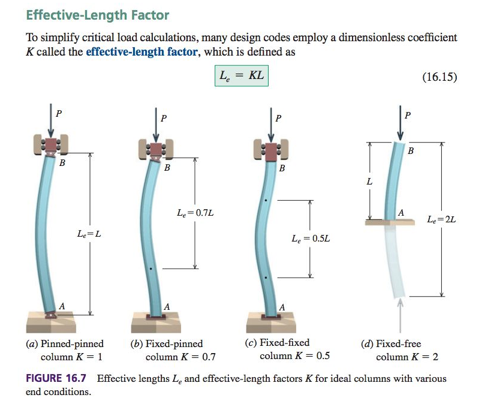 Effective-Length Factor
To simplify critical load calculations, many design codes employ a dimensionless coefficient
K called the effective-length factor, which is defined as
Lₑ = KL (16.15)
P
B
Lₑ=L
A
(a) Pinned-pinned
column K = 1
P
B
Lₑ=0.7L
A
(b) Fixed-pinned
column K = 0.7
P
B
Lₑ = 0.5L
A
(c) Fixed-fixed
column K = 0.5
P
B
L
A
Lₑ=2L
(d) Fixed-free
column K = 2
FIGURE 16.7 Effective lengths Lₑ and effective-length factors K for ideal columns with various
end conditions.